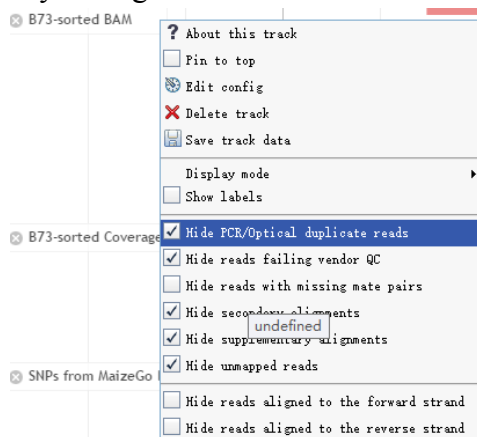 B73-sorted BAM
? About this track
Pin to top
Edit config
Delete track
Save track data
Display mode
Show labels
B73-sorted Coverage
Hide PCR/Optical duplicate reads
Hide reads failing vendor QC
Hide reads with missing mate pairs
Hide secondary alignments
undefined
Hide supplementary alignments
Hide unmapped reads
SNPs from MaizeGo
Hide reads aligned to the forward strand
Hide reads aligned to the reverse strand